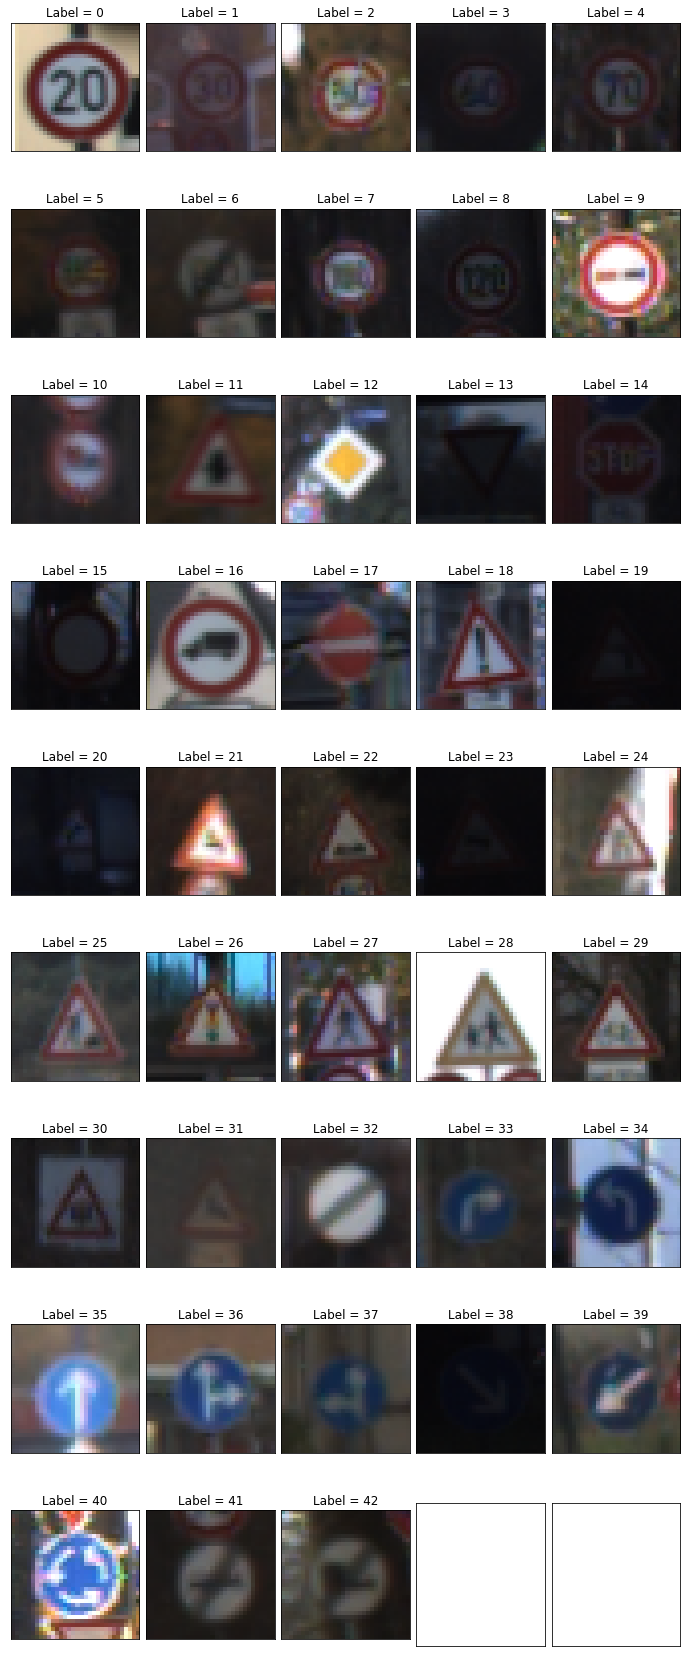 Label = 0 Label = 1 Label = 2 Label = 3 Label = 4
20 30 60 70
Label = 5 Label = 6 Label = 7 Label = 8 Label = 9
Label = 10 Label = 11 Label = 12 Label = 13 Label = 14
STOP
Label = 15 Label = 16 Label = 17 Label = 18 Label = 19
Label = 20 Label = 21 Label = 22 Label = 23 Label = 24
Label = 25 Label = 26 Label = 27 Label = 28 Label = 29
Label = 30 Label = 31 Label = 32 Label = 33 Label = 34
Label = 35 Label = 36 Label = 37 Label = 38 Label = 39
Label = 40 Label = 41 Label = 42